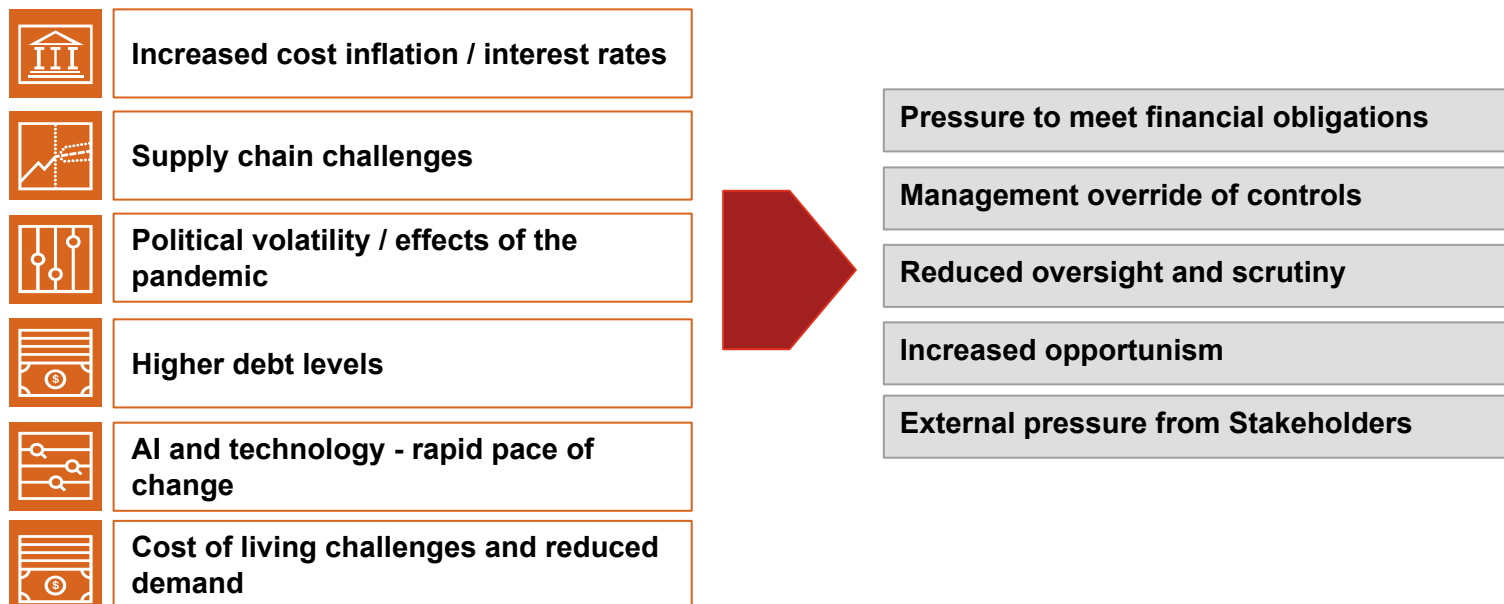 Increased cost inflation / interest rates
Supply chain challenges
Political volatility / effects of the
pandemic
Higher debt levels
AI and technology - rapid pace of
change
Cost of living challenges and reduced
demand
Pressure to meet financial obligations
Management override of controls
Reduced oversight and scrutiny
Increased opportunism
External pressure from Stakeholders